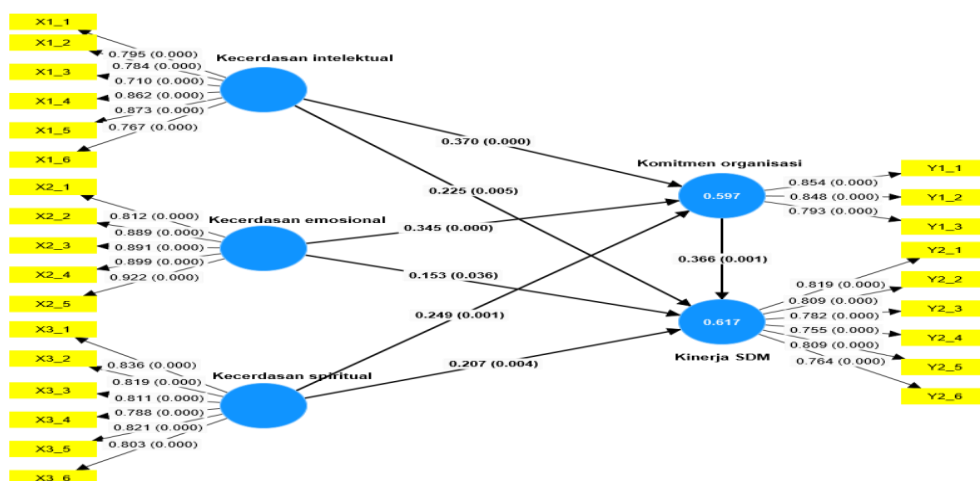 X1_1
X1_2
X1_3
X1_4
X1_5
X1_6
0.795 (0.000)
0.784 (0.000)
0.710 (0.000)
0.862 (0.000)
0.873 (0.000)
0.767 (0.000)
Kecerdasan intelektual
X2_1
X2_2
X2_3
X2_4
X2_5
0.812 (0.000)
0.889 (0.000)
0.891 (0.000)
0.899 (0.000)
0.922 (0.000)
Kecerdasan emosional
X3_1
X3_2
X3_3
X3_4
X3_5
X3_6
0.836 (0.000)
0.819 (0.000)
0.811 (0.000)
0.788 (0.000)
0.821 (0.000)
0.803 (0.000)
Kecerdasan spiritual
0.370 (0.000)
0.225 (0.005)
0.345 (0.000)
0.153 (0.036)
0.249 (0.001)
0.207 (0.004)
Komitmen organisasi
0.597
0.366 (0.001)
0.617
Kinerja SDM
0.854 (0.000)
0.848 (0.000)
0.793 (0.000)
Y1_1
Y1_2
Y1_3
0.819 (0.000)
0.809 (0.000)
0.782 (0.000)
0.755 (0.000)
0.809 (0.000)
0.764 (0.000)
Y2_1
Y2_2
Y2_3
Y2_4
Y2_5
Y2_6